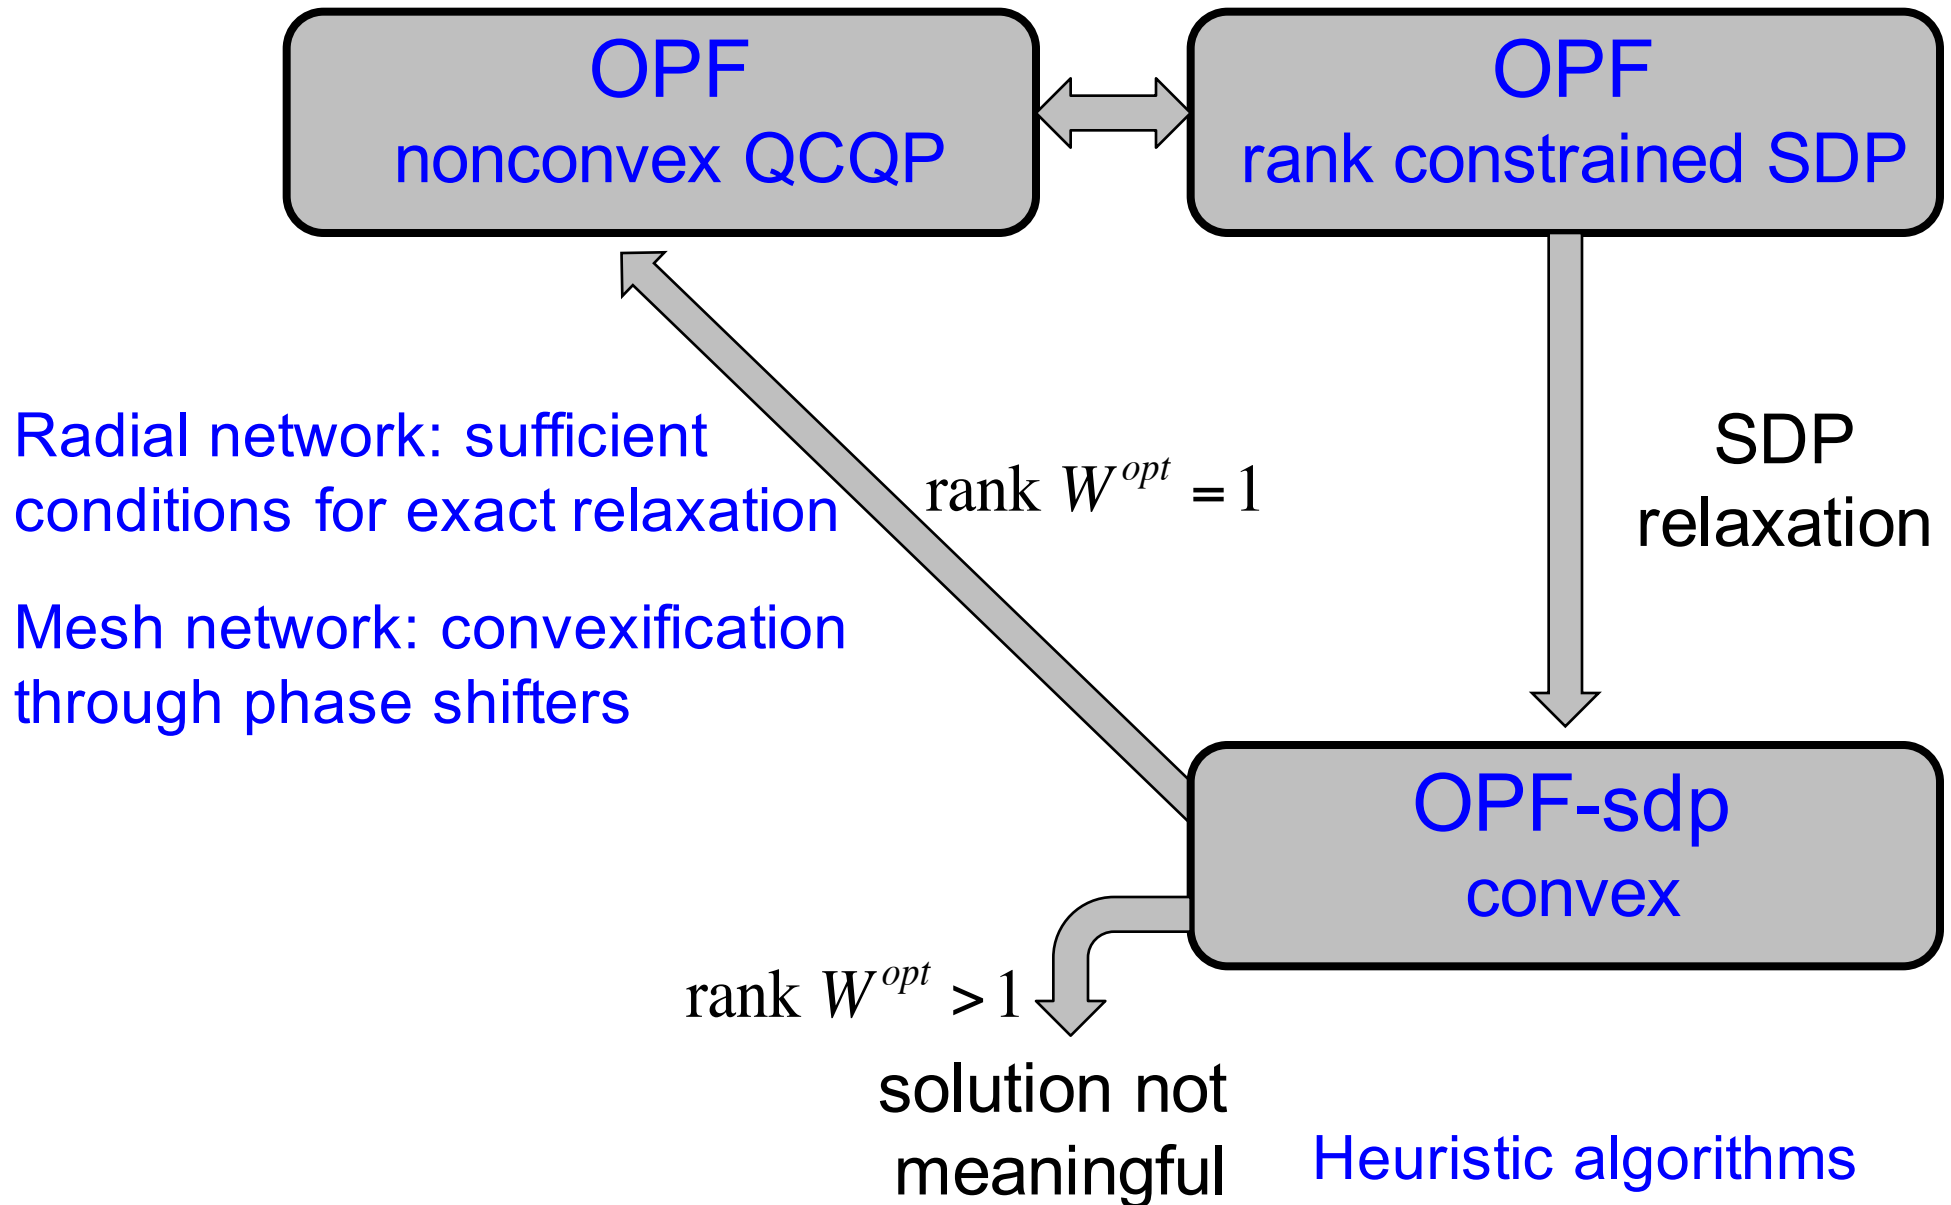 OPF
nonconvex QCQP
OPF
rank constrained SDP
Radial network: sufficient
conditions for exact relaxation
Mesh network: convexification
through phase shifters
rank W^{opt} = 1
SDP
relaxation
OPF-sdp
convex
rank W^{opt} > 1
solution not
meaningful
Heuristic algorithms